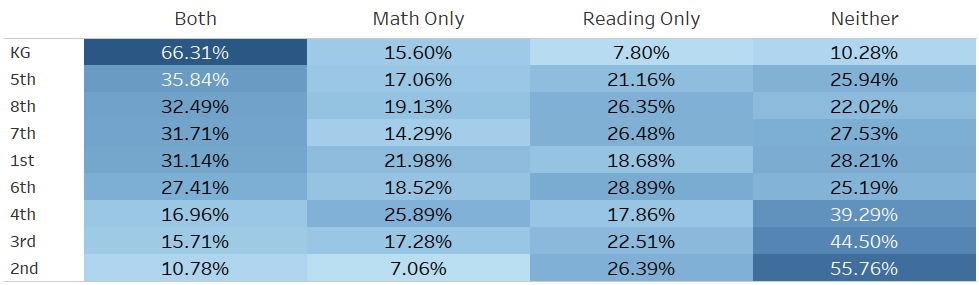 Both Math Only Reading Only Neither
KG 66.31% 15.60% 7.80% 10.28%
5th 35.84% 17.06% 21.16% 25.94%
8th 32.49% 19.13% 26.35% 22.02%
7th 31.71% 14.29% 26.48% 27.53%
1st 31.14% 21.98% 18.68% 28.21%
6th 27.41% 18.52% 28.89% 25.19%
4th 16.96% 25.89% 17.86% 39.29%
3rd 15.71% 17.28% 22.51% 44.50%
2nd 10.78% 7.06% 26.39% 55.76%